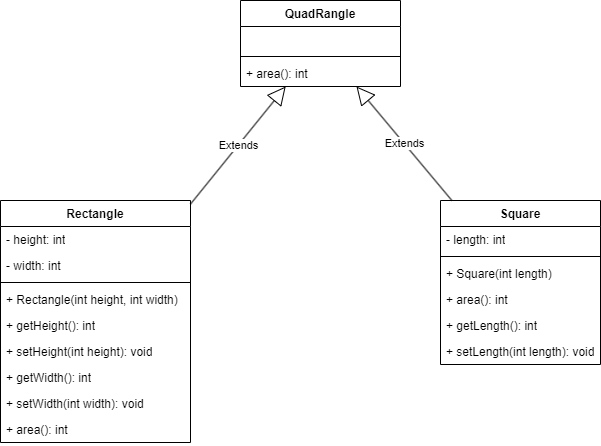 QuadRangle
+ area(): int
Extends
Extends
Rectangle
- height: int
- width: int
+ Rectangle(int height, int width)
+ getHeight(): int
+ setHeight(int height): void
+ getWidth(): int
+ setWidth(int width): void
+ area(): int
Square
- length: int
+ Square(int length)
+ area(): int
+ getLength(): int
+ setLength(int length): void